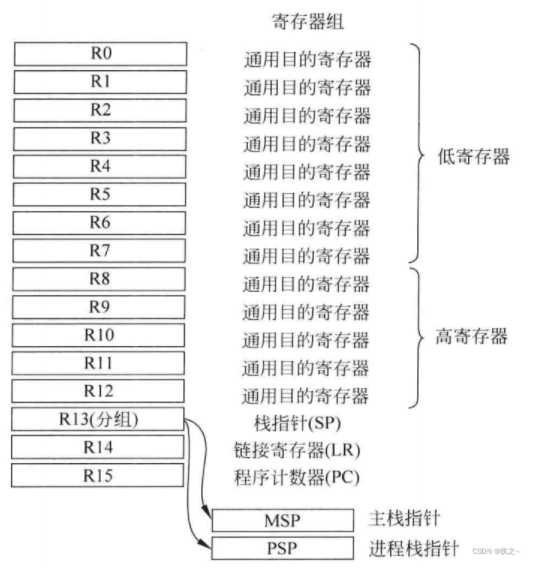 寄存器组
R0 通用目的寄存器
R1 通用目的寄存器
R2 通用目的寄存器
R3 通用目的寄存器
R4 通用目的寄存器
R5 通用目的寄存器
R6 通用目的寄存器
R7 通用目的寄存器
低寄存器
R8 通用目的寄存器
R9 通用目的寄存器
R10 通用目的寄存器
R11 通用目的寄存器
R12 通用目的寄存器
高寄存器
R13(分组) 栈指针(SP)
R14 链接寄存器(LR)
R15 程序计数器(PC)
MSP 主栈指针
PSP 进程栈指针